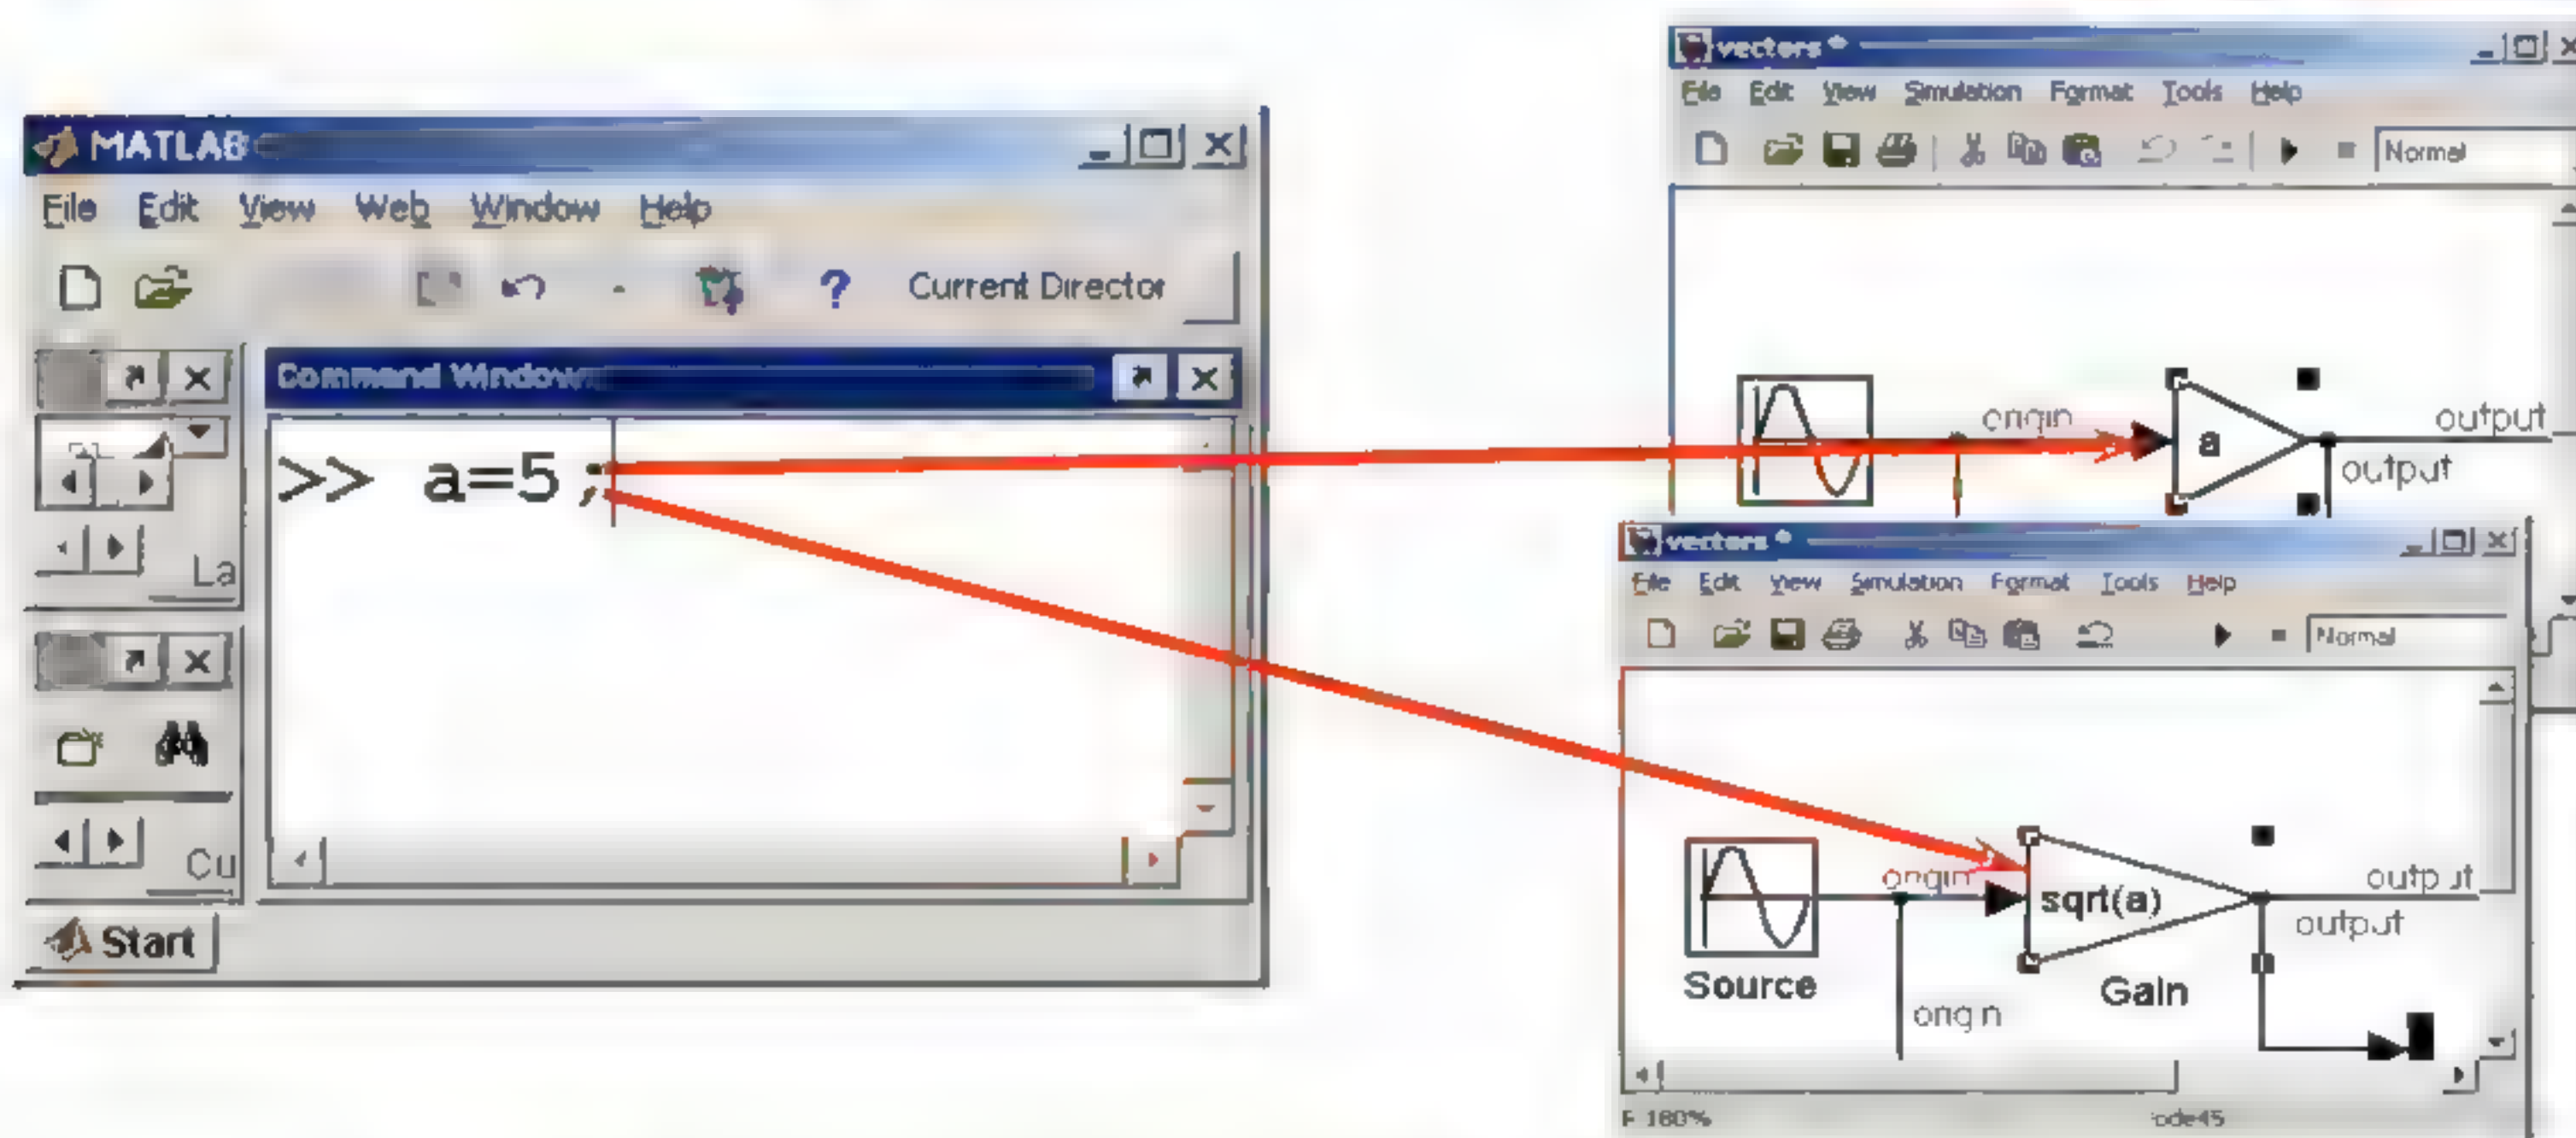 MATLAB
File Edit View Web Window Help
? Current Director
Command Window
>> a=5 ;
La
Cu
Start
vectors *
File Edit View Simulation Format Tools Help
Normal
origin
a
output
output
vectors *
File Edit View Simulation Format Tools Help
Normal
origin
sqrt(a)
output
output
Source
Gain
origin
180%
ode45